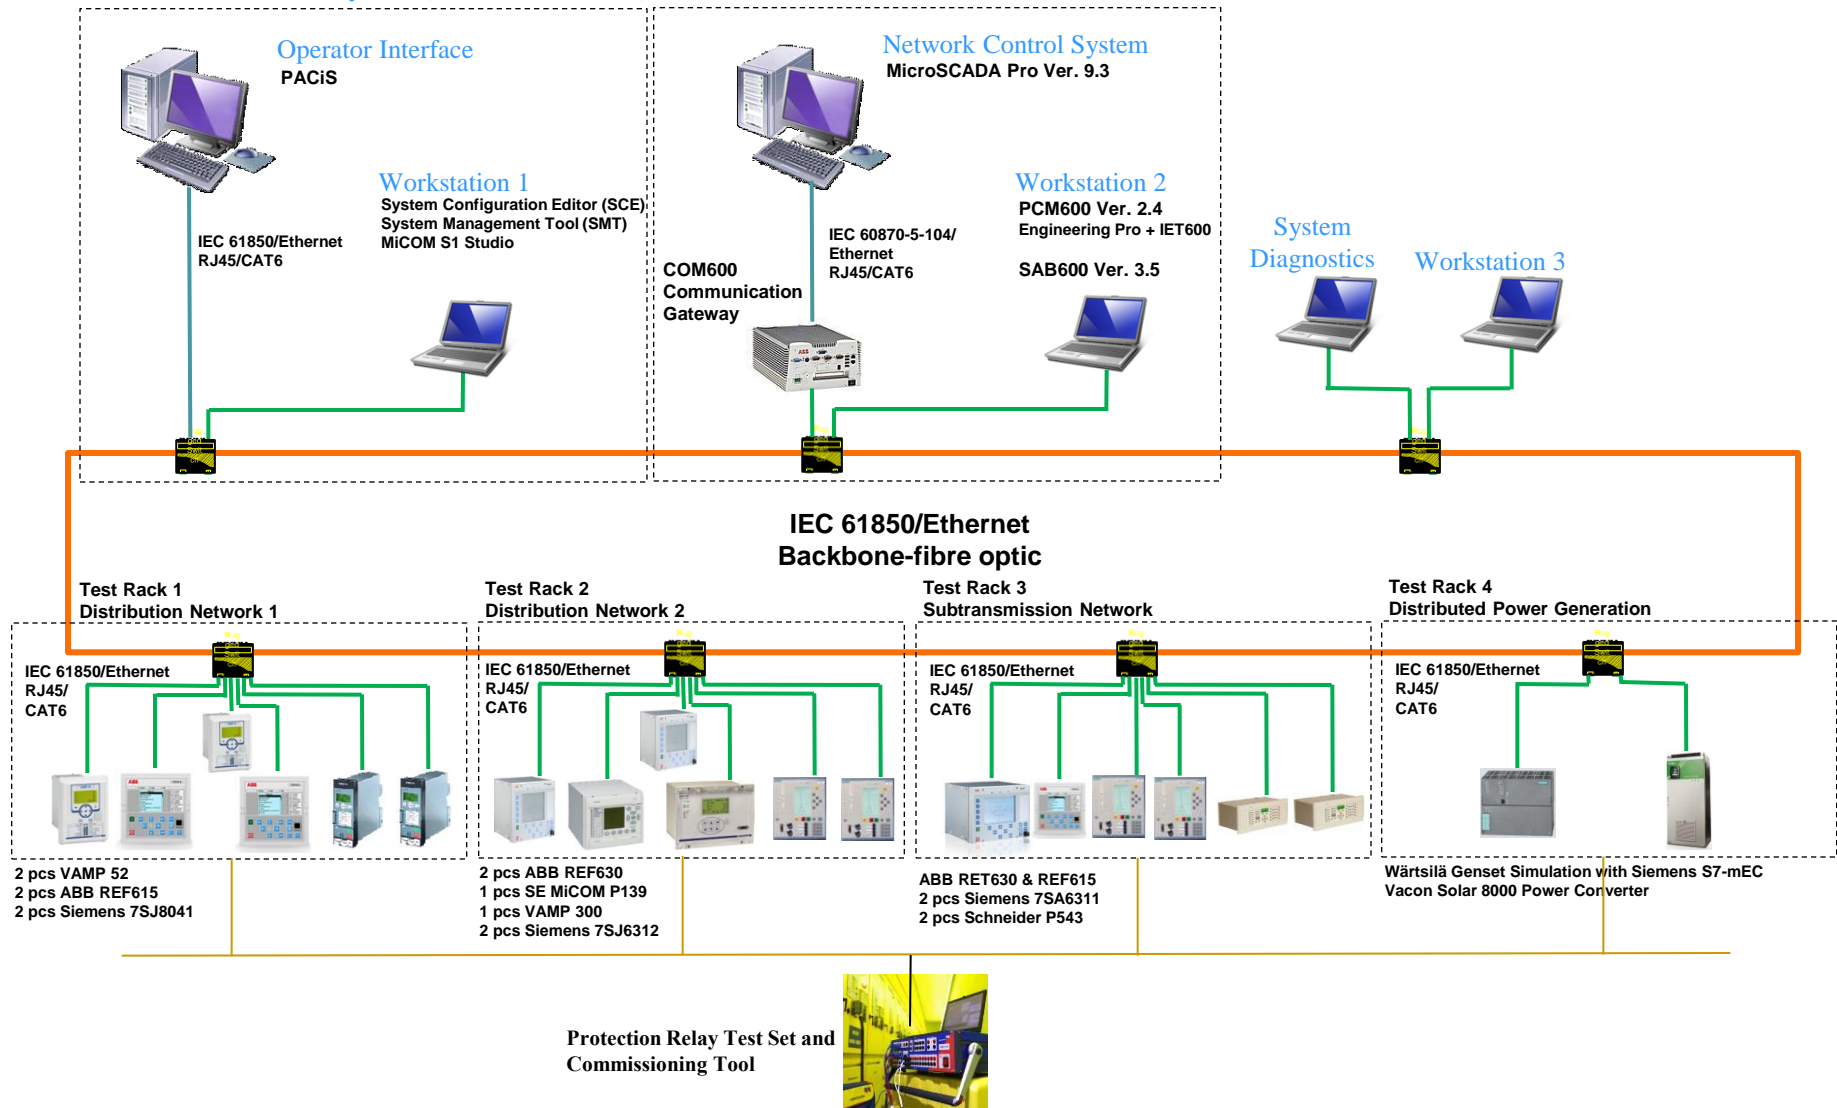 Operator Interface
PACiS
Network Control System
MicroSCADA Pro Ver. 9.3
Workstation 1
System Configuration Editor (SCE)
System Management Tool (SMT)
MiCOM S1 Studio
IEC 61850/Ethernet
RJ45/CAT6
Workstation 2
PCM600 Ver. 2.4
Engineering Pro + IET600
SAB600 Ver. 3.5
IEC 60870-5-104/
Ethernet
RJ45/CAT6
COM600
Communication
Gateway
ABB
System
Diagnostics
Workstation 3
IEC 61850/Ethernet
Backbone-fibre optic
Test Rack 1
Distribution Network 1
Test Rack 2
Distribution Network 2
Test Rack 3
Subtransmission Network
Test Rack 4
Distributed Power Generation
IEC 61850/Ethernet
RJ45/
CAT6
IEC 61850/Ethernet
RJ45/
CAT6
IEC 61850/Ethernet
RJ45/
CAT6
IEC 61850/Ethernet
RJ45/
CAT6
ABB
ABB
ABB
2 pcs VAMP 52
2 pcs ABB REF615
2 pcs Siemens 7SJ8041
2 pcs ABB REF630
1 pcs SE MiCOM P139
1 pcs VAMP 300
2 pcs Siemens 7SJ6312
ABB RET630 & REF615
2 pcs Siemens 7SA6311
2 pcs Schneider P543
Wärtsilä Genset Simulation with Siemens S7-mEC
Vacon Solar 8000 Power Converter
Protection Relay Test Set and
Commissioning Tool